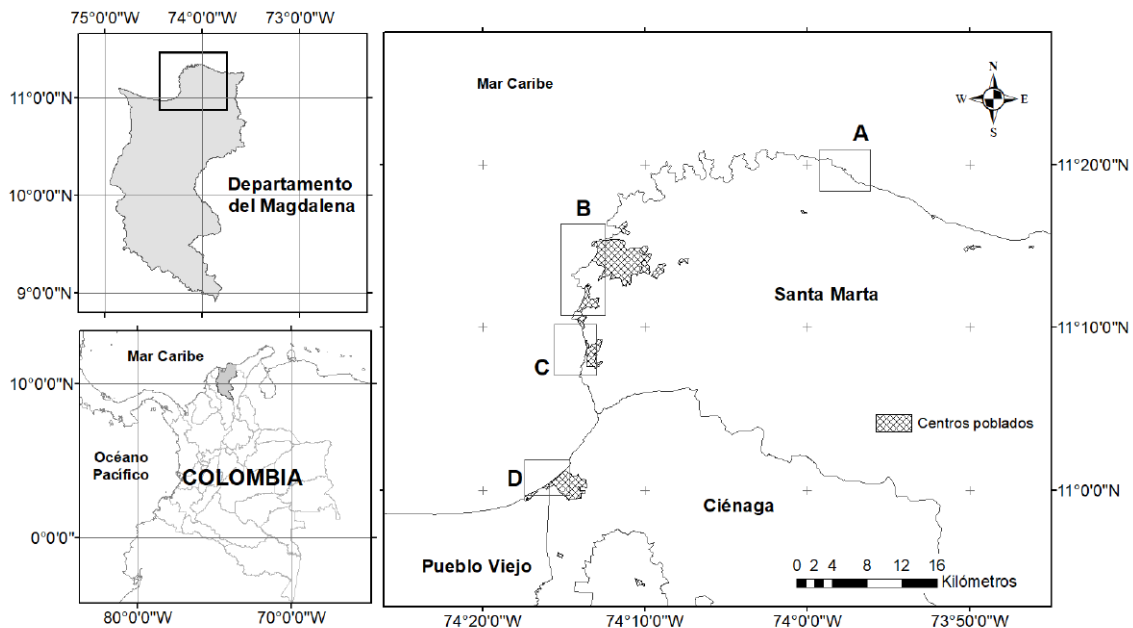 75°0'0"W 74°0'0"W 73°0'0"W
11°0'0"N
10°0'0"N
9°0'0"N
Departamento
del Magdalena
Mar Caribe
10°0'0"N
Océano
Pacífico
COLOMBIA
0°0'0"
80°0'0"W 70°0'0"W
Mar Caribe
N
W E
S
A
11°20'0"N
B
Santa Marta
11°10'0"N
C
Centros poblados
D
11°0'0"N
Ciénaga
Pueblo Viejo
0 2 4 8 12 16
Kilómetros
74°20'0"W 74°10'0"W 74°0'0"W 73°50'0"W